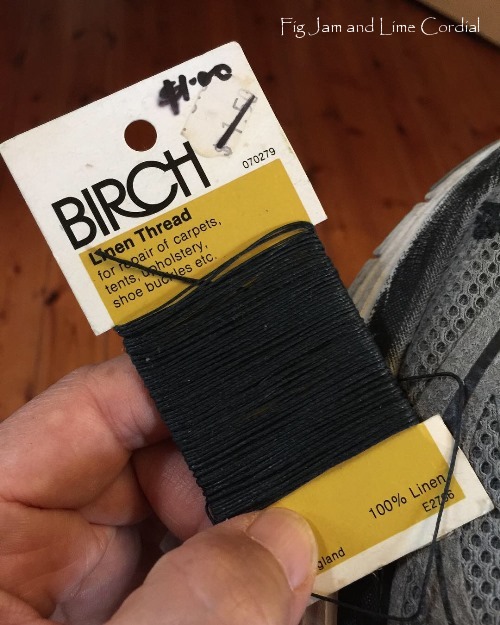 Fig Jam and Lime Cordial
$1.00
070279
BIRCH
Linen Thread
for repair of carpets,
tents, upholstery,
shoe buckles etc.
100% Linen
gland